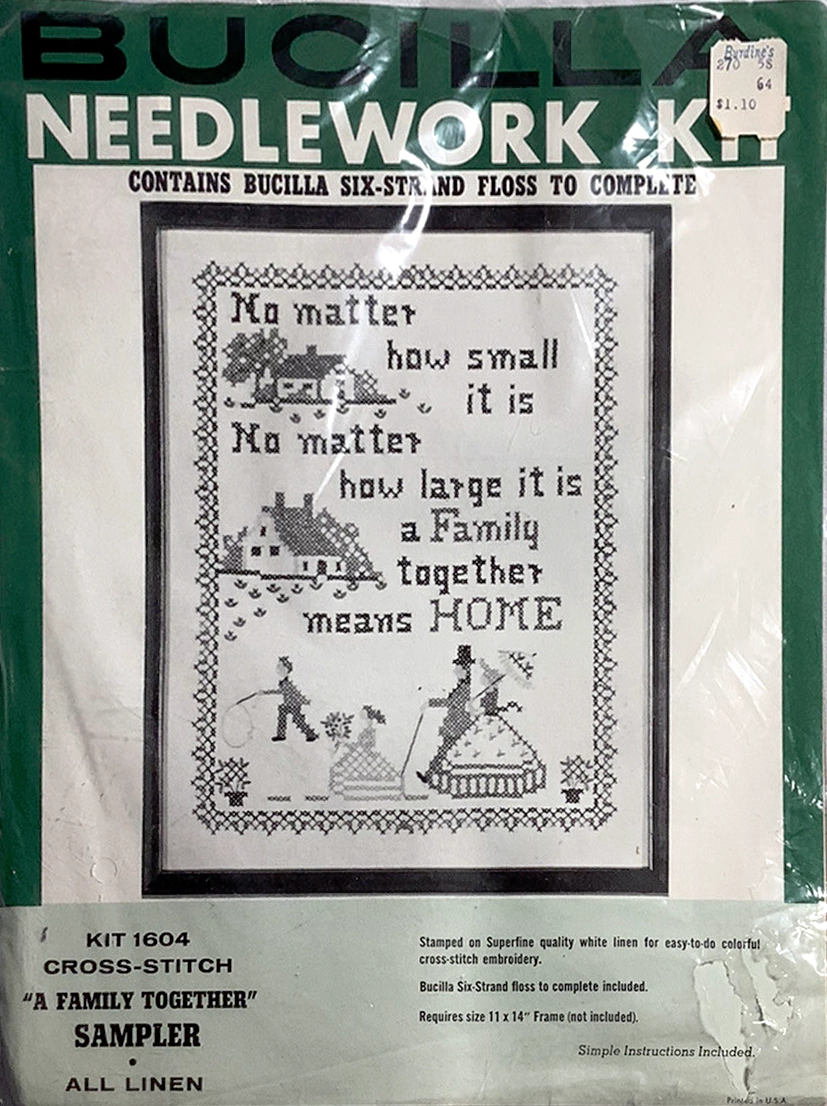 BUCILLA
Burdine's
270 58
64
$1.10
NEEDLEWORK KIT
CONTAINS BUCILLA SIX-STRAND FLOSS TO COMPLETE
No matter
how small
it is
No matter
how large it is
a Family
together
means HOME
KIT 1604
CROSS-STITCH
"A FAMILY TOGETHER"
SAMPLER
•
ALL LINEN
Stamped on Superfine quality white linen for easy-to-do colorful
cross-stitch embroidery.
Bucilla Six-Strand floss to complete included.
Requires size 11 x 14" Frame (not included).
Simple Instructions Included.
Printed in U.S.A.